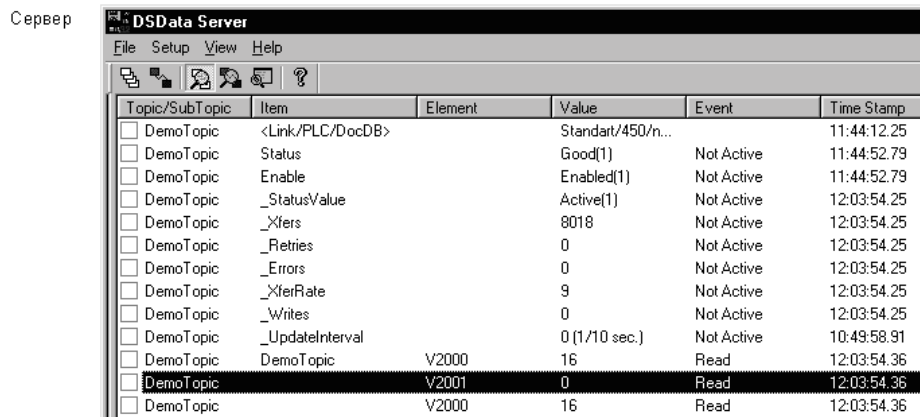 Сервер
DSData Server
File Setup View Help
Topic/SubTopic Item Element Value Event Time Stamp
DemoTopic <Link/PLC/DocDB> Standart/450/n... 11:44:12.25
DemoTopic Status Good(1) Not Active 11:44:52.79
DemoTopic Enable Enabled(1) Not Active 11:44:52.79
DemoTopic _StatusValue Active(1) Not Active 12:03:54.25
DemoTopic _Xfers 8018 Not Active 12:03:54.25
DemoTopic _Retries 0 Not Active 12:03:54.25
DemoTopic _Errors 0 Not Active 12:03:54.25
DemoTopic _XferRate 9 Not Active 12:03:54.25
DemoTopic _Writes 0 Not Active 12:03:54.25
DemoTopic _UpdateInterval 0 (1/10 sec.) Not Active 10:49:58.91
DemoTopic DemoTopic V2000 16 Read 12:03:54.36
DemoTopic V2001 0 Read 12:03:54.36
DemoTopic V2000 16 Read 12:03:54.36